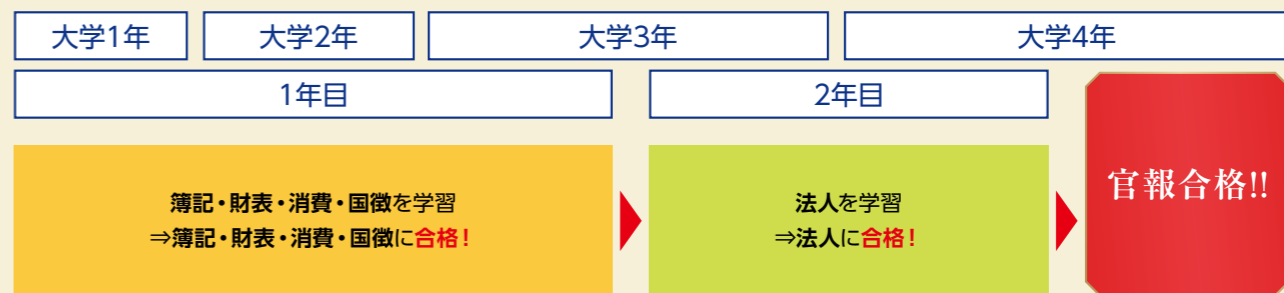 大学1年
大学2年
大学3年
大学4年
1年目
2年目
簿記・財表・消費・国徴を学習
⇒簿記・財表・消費・国徴に合格！
法人を学習
⇒法人に合格！
官報合格!!